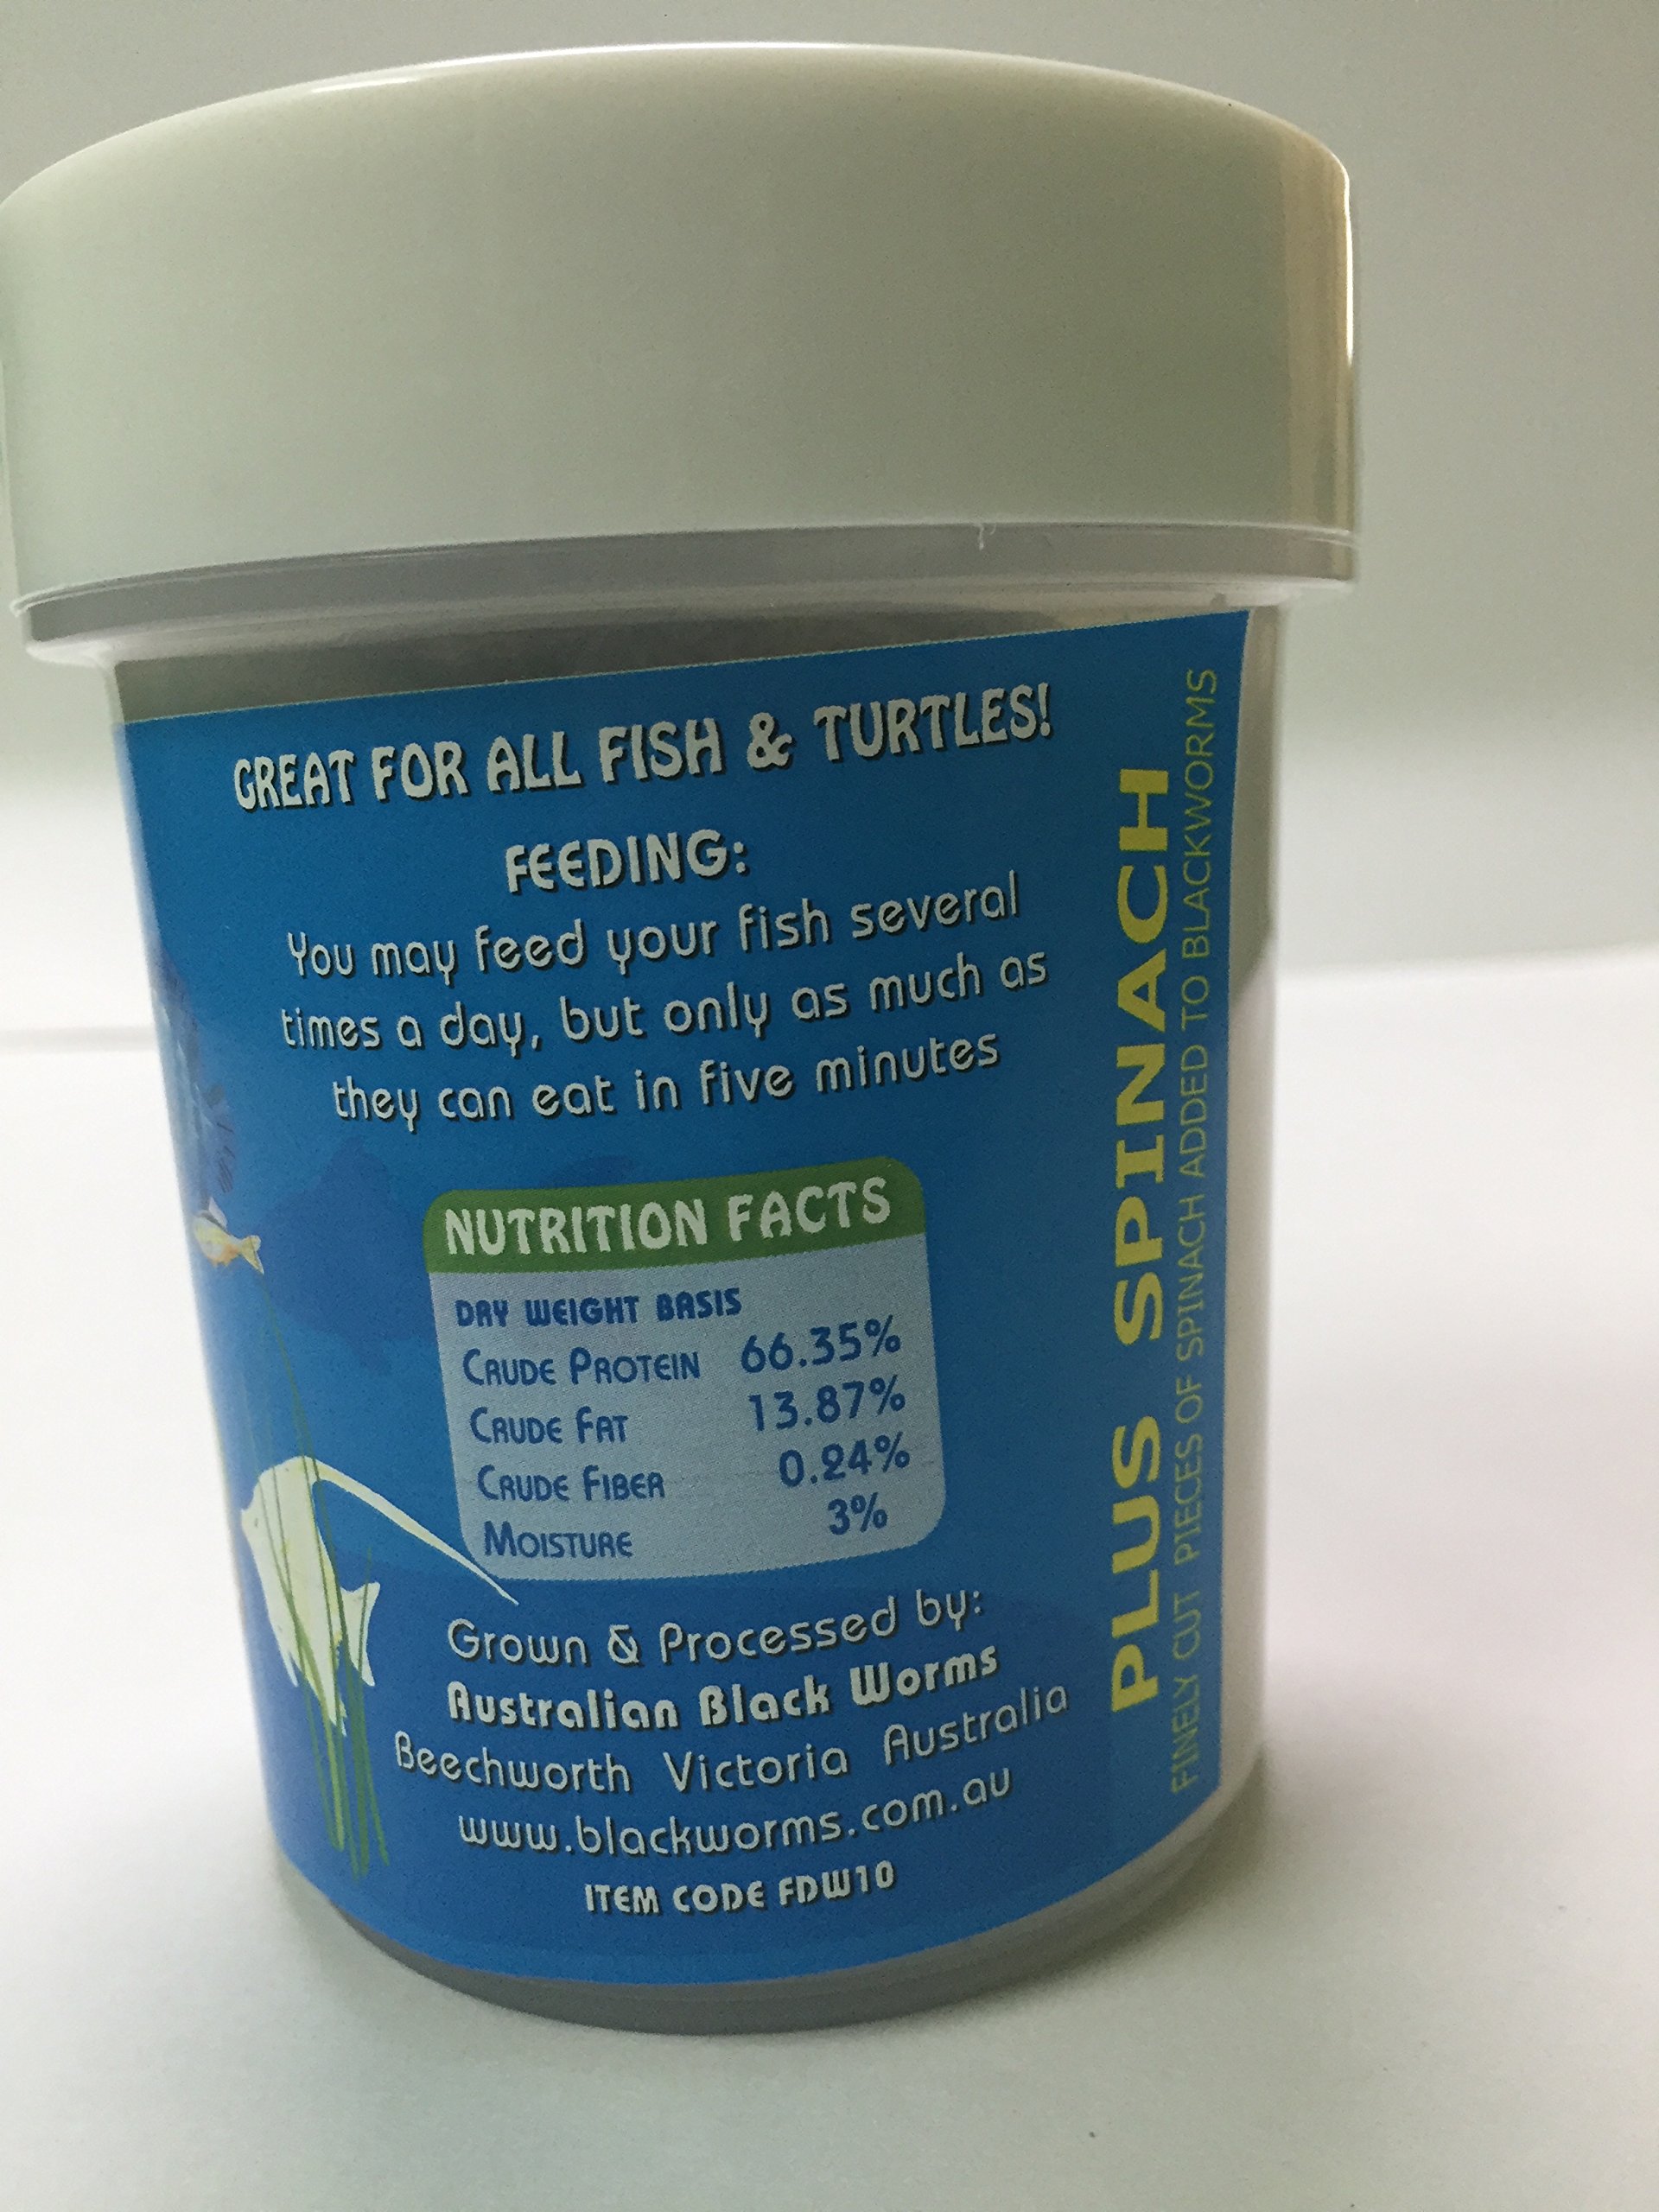 GREAT FOR ALL FISH & TURTLES!
FEEDING:
You may feed your fish several
times a day, but only as much as
they can eat in five minutes
NUTRITION FACTS
DRY WEIGHT BASIS
CRUDE PROTEIN 66.35%
CRUDE FAT 13.87%
CRUDE FIBER 0.24%
MOISTURE 3%
Grown & Processed by:
Australian Black Worms
Beechworth Victoria Australia
www.blackworms.com.au
ITEM CODE FDW10
PLUS SPINACH
FINELY CUT PIECES OF SPINACH ADDED TO BLACKWORMS